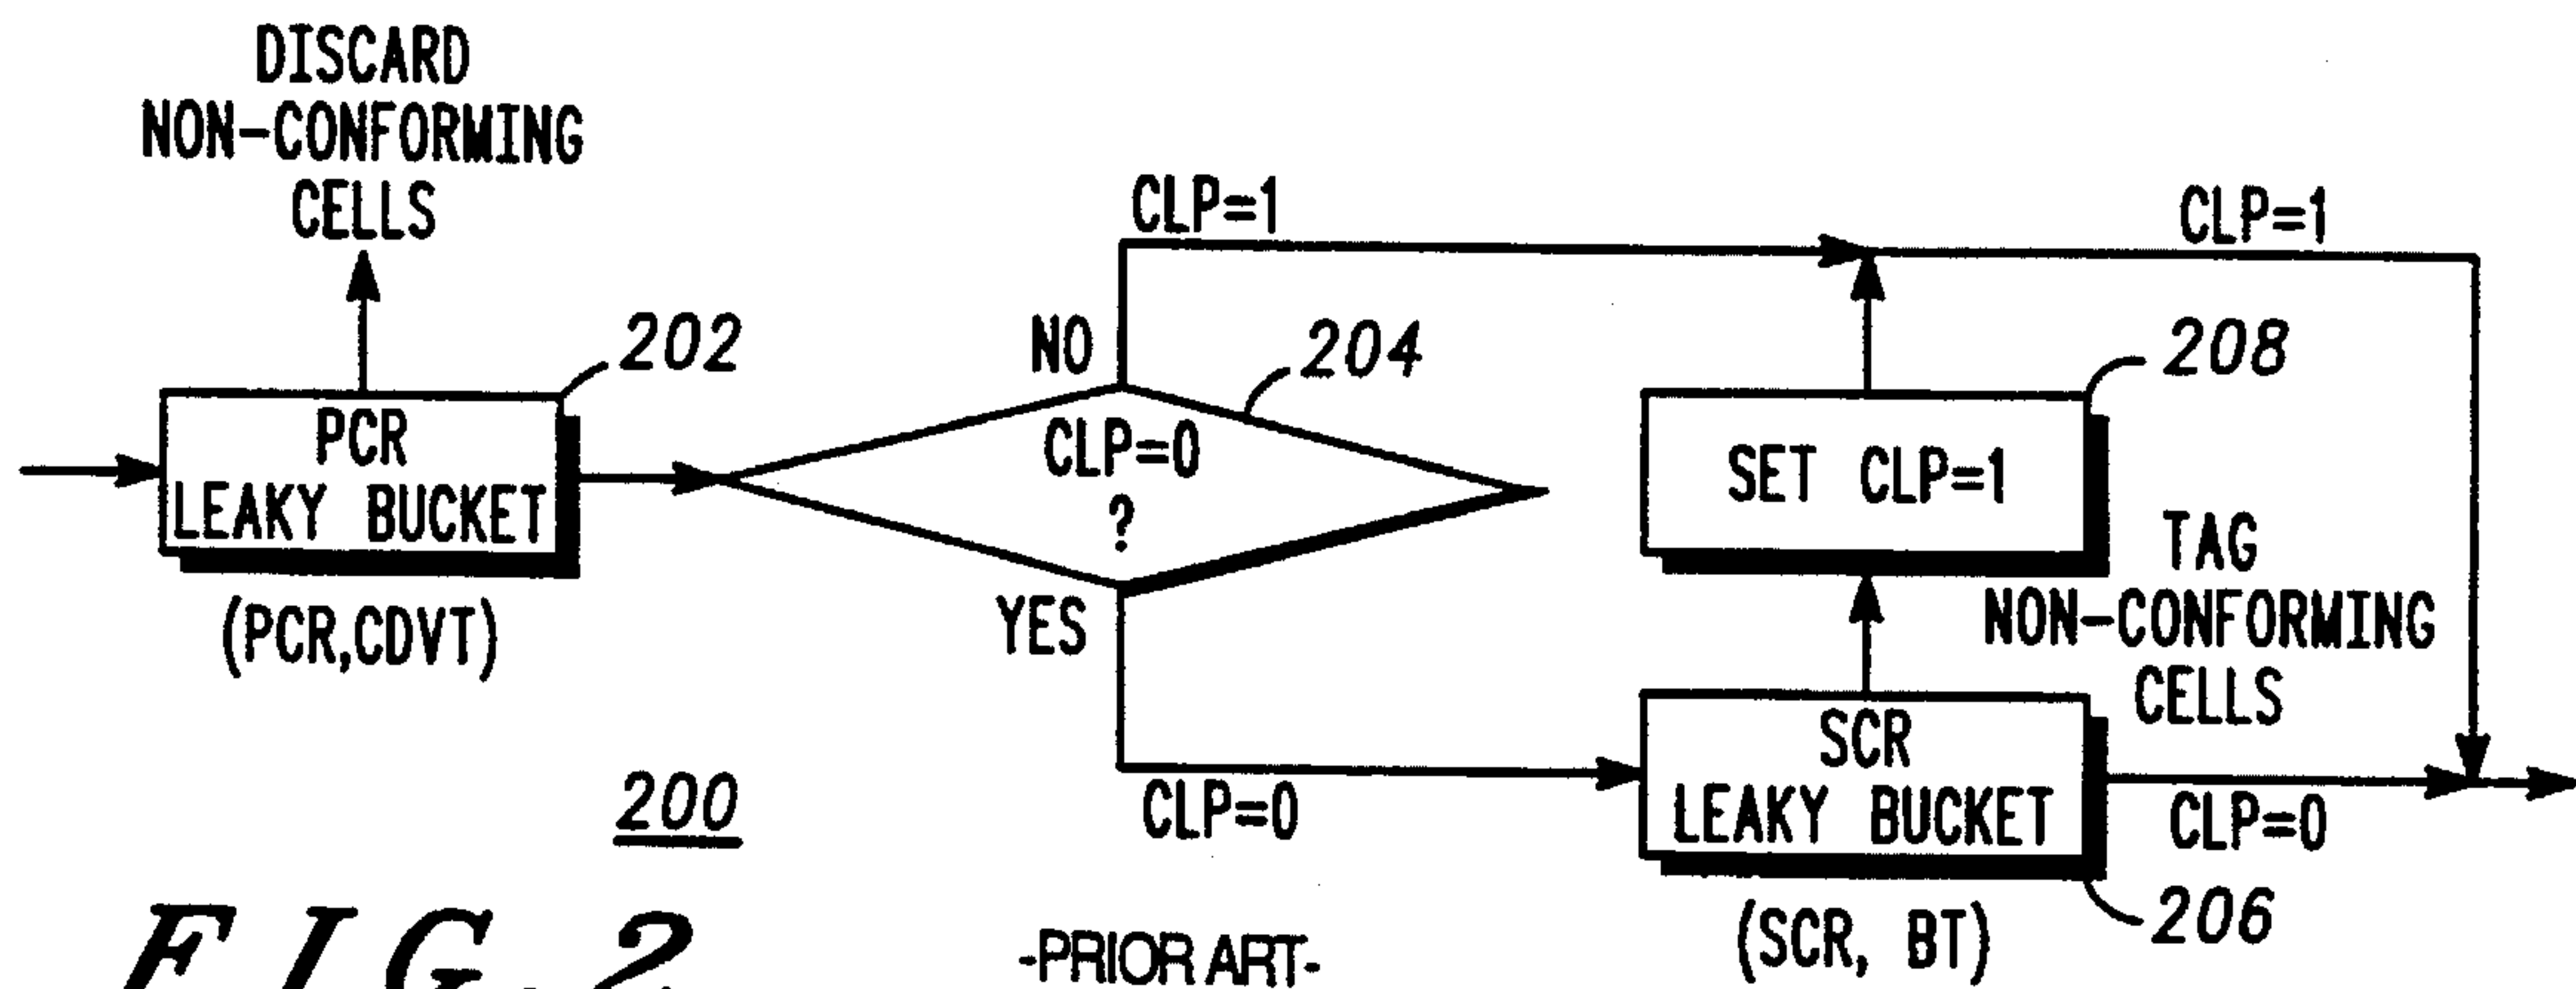 DISCARD
NON-CONFORMING
CELLS
202
PCR
LEAKY BUCKET
(PCR,CDVT)
NO
CLP=1
204
CLP=0
?
YES
CLP=0
CLP=1
208
SET CLP=1
TAG
NON-CONFORMING
CELLS
SCR
LEAKY BUCKET
CLP=0
206
(SCR, BT)
200
FIG.2
-PRIOR ART-